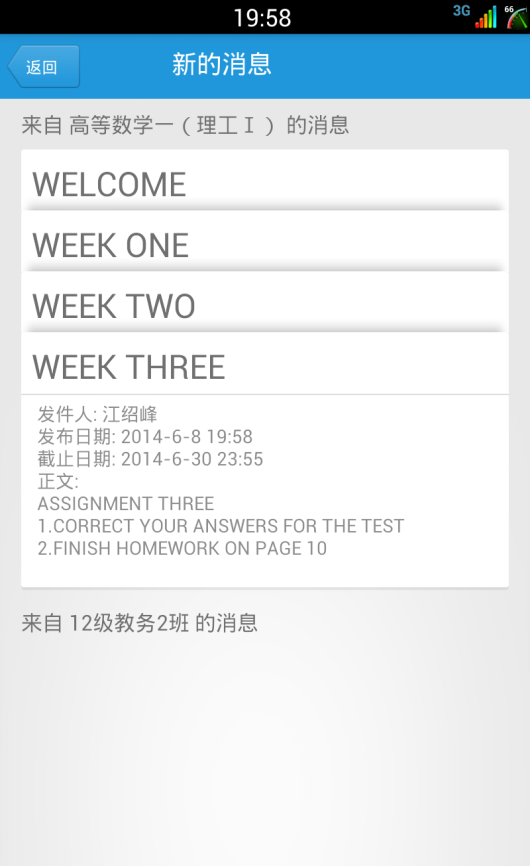 19:58
3G
66
返回
新的消息
来自 高等数学一（理工Ｉ） 的消息
WELCOME
WEEK ONE
WEEK TWO
WEEK THREE
发件人: 江绍峰
发布日期: 2014-6-8 19:58
截止日期: 2014-6-30 23:55
正文:
ASSIGNMENT THREE
1.CORRECT YOUR ANSWERS FOR THE TEST
2.FINISH HOMEWORK ON PAGE 10
来自 12级教务2班 的消息